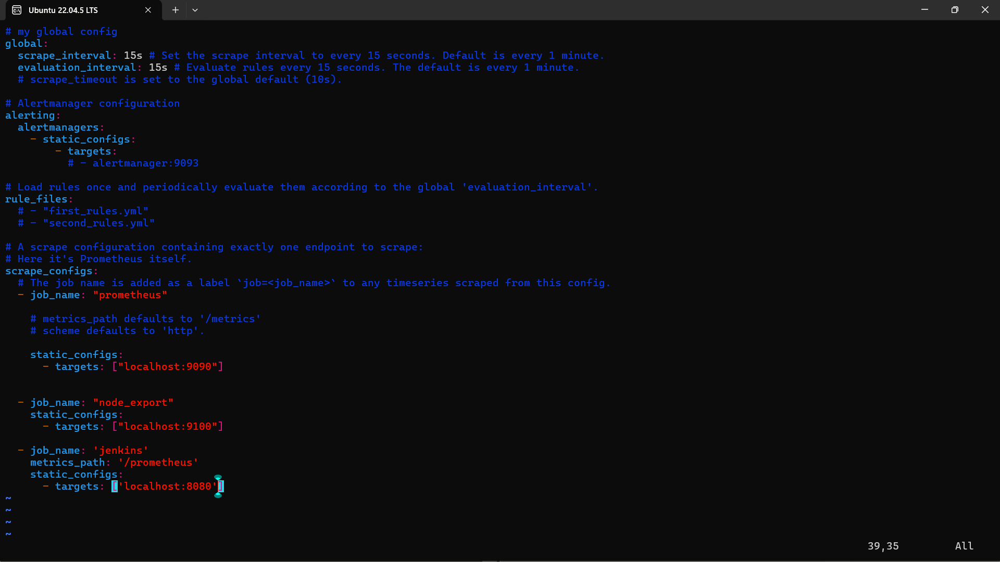 Ubuntu 22.04.5 LTS
# my global config
global:
  scrape_interval: 15s # Set the scrape interval to every 15 seconds. Default is every 1 minute.
  evaluation_interval: 15s # Evaluate rules every 15 seconds. The default is every 1 minute.
  # scrape_timeout is set to the global default (10s).

# Alertmanager configuration
alerting:
  alertmanagers:
    - static_configs:
        - targets:
          # - alertmanager:9093

# Load rules once and periodically evaluate them according to the global 'evaluation_interval'.
rule_files:
  # - "first_rules.yml"
  # - "second_rules.yml"

# A scrape configuration containing exactly one endpoint to scrape:
# Here it's Prometheus itself.
scrape_configs:
  # The job name is added as a label `job=<job_name>` to any timeseries scraped from this config.
  - job_name: "prometheus"

    # metrics_path defaults to '/metrics'
    # scheme defaults to 'http'.

    static_configs:
      - targets: ["localhost:9090"]


  - job_name: "node_export"
    static_configs:
      - targets: ["localhost:9100"]

  - job_name: 'jenkins'
    metrics_path: '/prometheus'
    static_configs:
      - targets: ['localhost:8080']
~
~
~
~
39,35 All